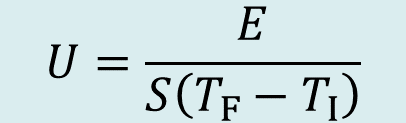 U = E / S(T_F − T_I)